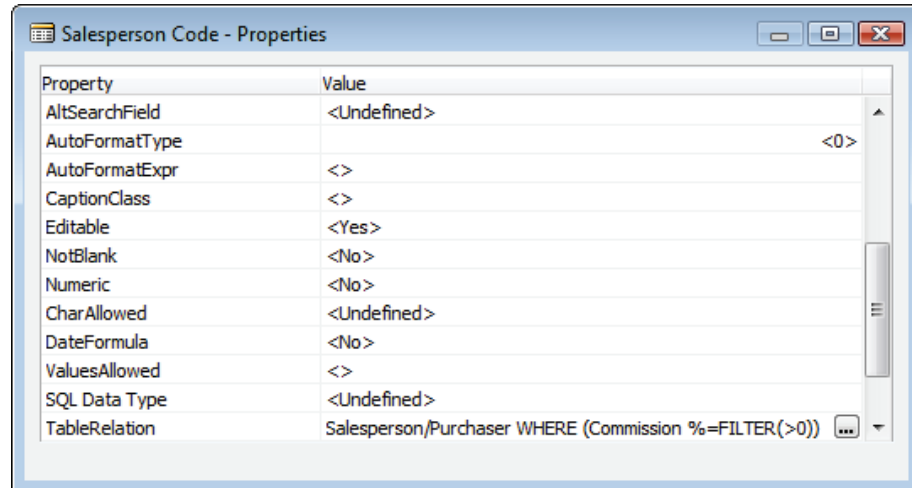 Salesperson Code - Properties
Property Value
AltSearchField <Undefined>
AutoFormatType <0>
AutoFormatExpr <>
CaptionClass <>
Editable <Yes>
NotBlank <No>
Numeric <No>
CharAllowed <Undefined>
DateFormula <No>
ValuesAllowed <>
SQL Data Type <Undefined>
TableRelation Salesperson/Purchaser WHERE (Commission %=FILTER(>0)) ...